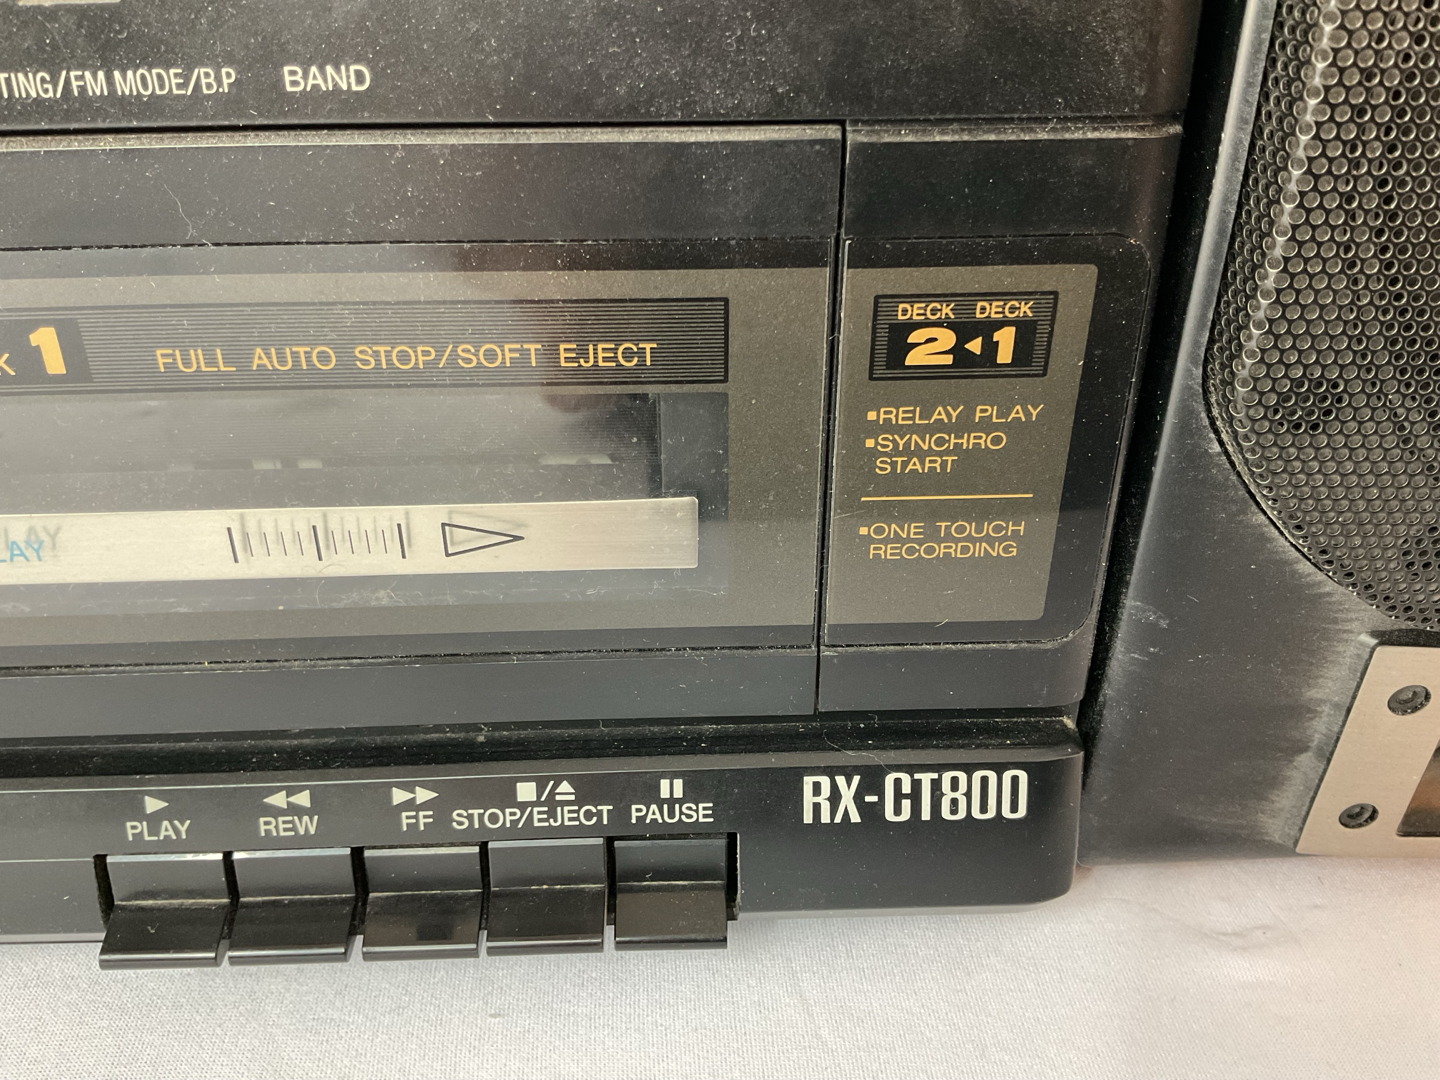 TING/FM MODE/B.P BAND
K 1 FULL AUTO STOP/SOFT EJECT
DECK DECK
2◂1
▪RELAY PLAY
▪SYNCHRO
START
▪ONE TOUCH
RECORDING
LAY
▶ ◀◀ ▶▶ ■/⏏ ⏸
PLAY REW FF STOP/EJECT PAUSE
RX-CT800